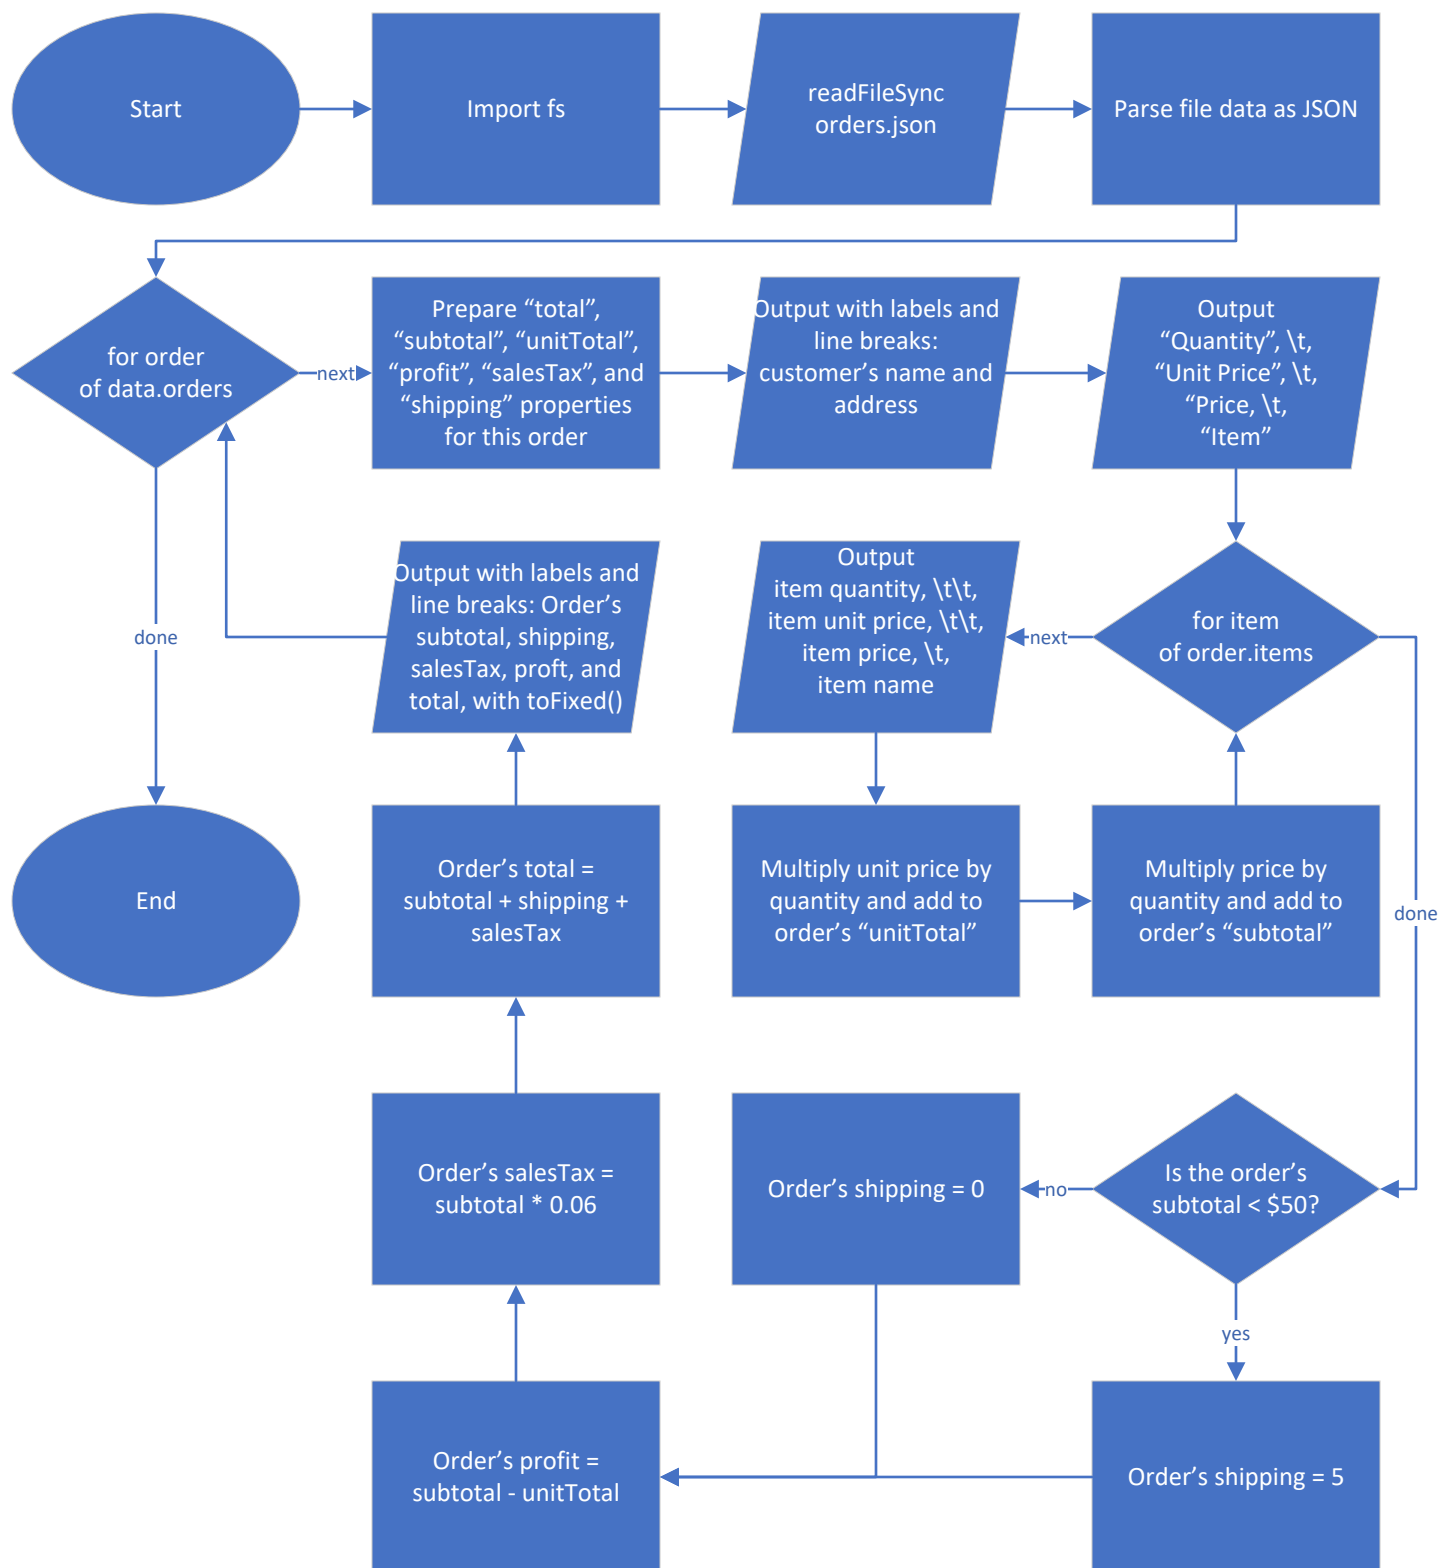 Start
Import fs
readFileSync
orders.json
Parse file data as JSON
for order
of data.orders
next
Prepare “total”,
“subtotal”, “unitTotal”,
“profit”, “salesTax”, and
“shipping” properties
for this order
Output with labels and
line breaks:
customer’s name and
address
Output
“Quantity”, \t,
“Unit Price”, \t,
“Price, \t,
“Item”
done
Output with labels and
line breaks: Order’s
subtotal, shipping,
salesTax, proft, and
total, with toFixed()
Output
item quantity, \t\t,
item unit price, \t\t,
item price, \t,
item name
next
for item
of order.items
End
Order’s total =
subtotal + shipping +
salesTax
Multiply unit price by
quantity and add to
order’s “unitTotal”
Multiply price by
quantity and add to
order’s “subtotal”
done
Order’s salesTax =
subtotal * 0.06
Order’s shipping = 0
no
Is the order’s
subtotal < $50?
yes
Order’s profit =
subtotal - unitTotal
Order’s shipping = 5